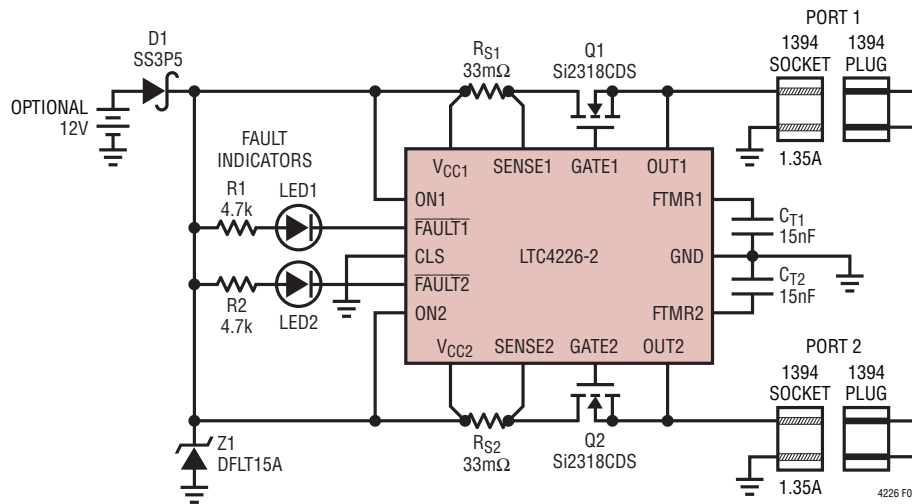 D1
SS3P5
OPTIONAL
12V
FAULT
INDICATORS
R1
4.7k
LED1
R2
4.7k
LED2
RS1
33mΩ
Q1
Si2318CDS
VCC1
SENSE1
GATE1
OUT1
ON1
FAULT1
CLS
FAULT2
ON2
LTC4226-2
FTMR1
GND
FTMR2
VCC2
SENSE2
GATE2
OUT2
CT1
15nF
CT2
15nF
PORT 1
1394
SOCKET
1394
PLUG
1.35A
PORT 2
1394
SOCKET
1394
PLUG
1.35A
Z1
DFLT15A
RS2
33mΩ
Q2
Si2318CDS
4226 F0